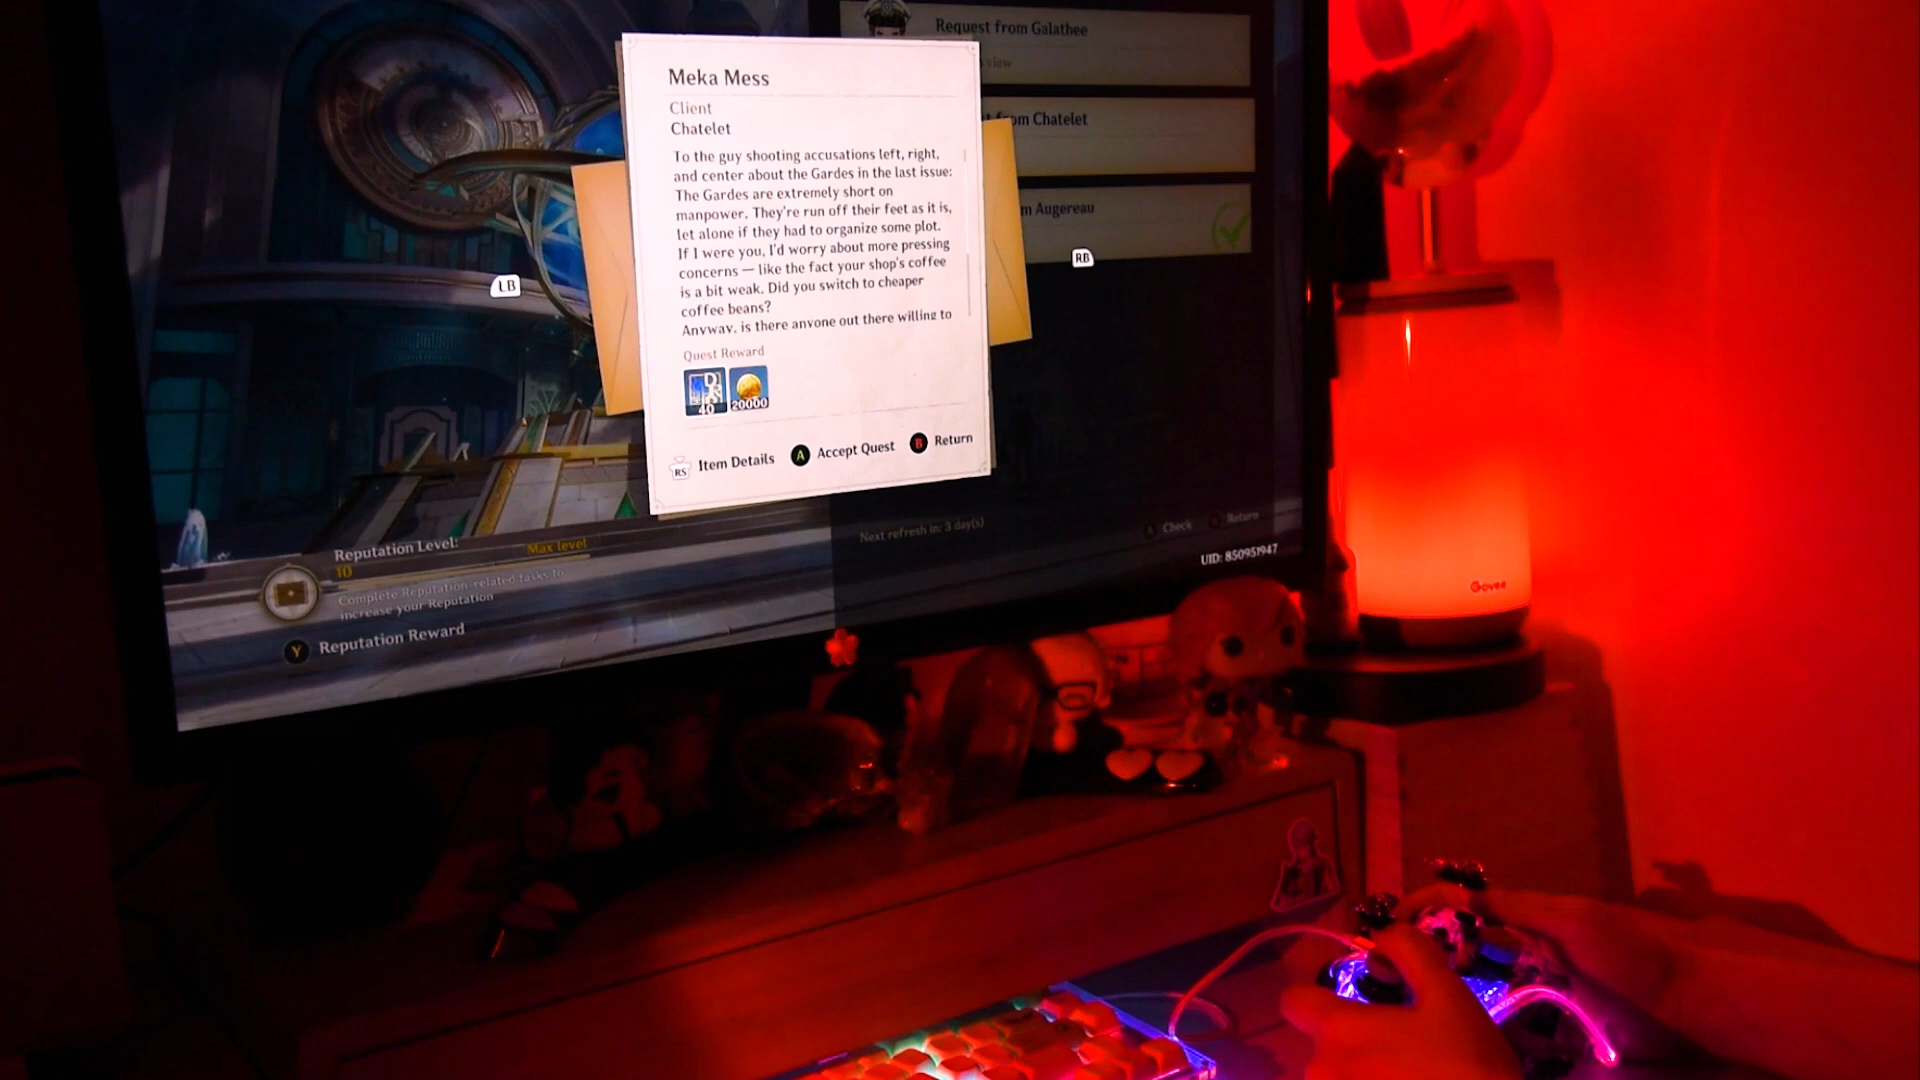 Request from Galathee
view
Meka Mess
Client
Chatelet
from Chatelet
To the guy shooting accusations left, right,
and center about the Gardes in the last issue:
The Gardes are extremely short on
manpower. They're run off their feet as it is,
let alone if they had to organize some plot.
If I were you, I'd worry about more pressing
concerns — like the fact your shop's coffee
is a bit weak. Did you switch to cheaper
coffee beans?
Anyway, is there anyone out there willing to
Augereau
LB
RB
Quest Reward
40
20000
RS Item Details A Accept Quest B Return
Next refresh in: 3 day(s)
Check Return
UID: 850951947
Reputation Level:
10
Max level
Complete Reputation-related tasks to
increase your Reputation
Y Reputation Reward
Govee